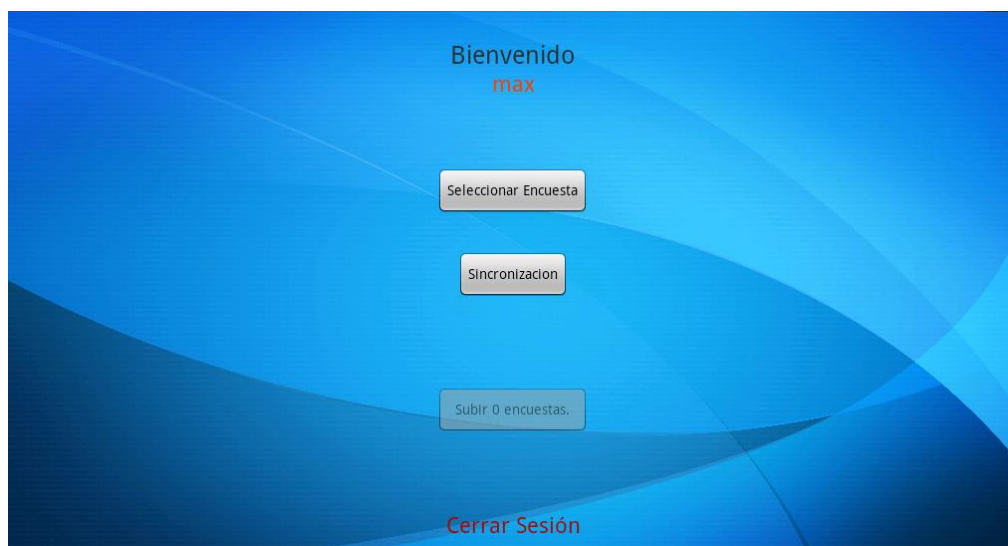 Bienvenido
max
Seleccionar Encuesta
Sincronizacion
Subir 0 encuestas.
Cerrar Sesión